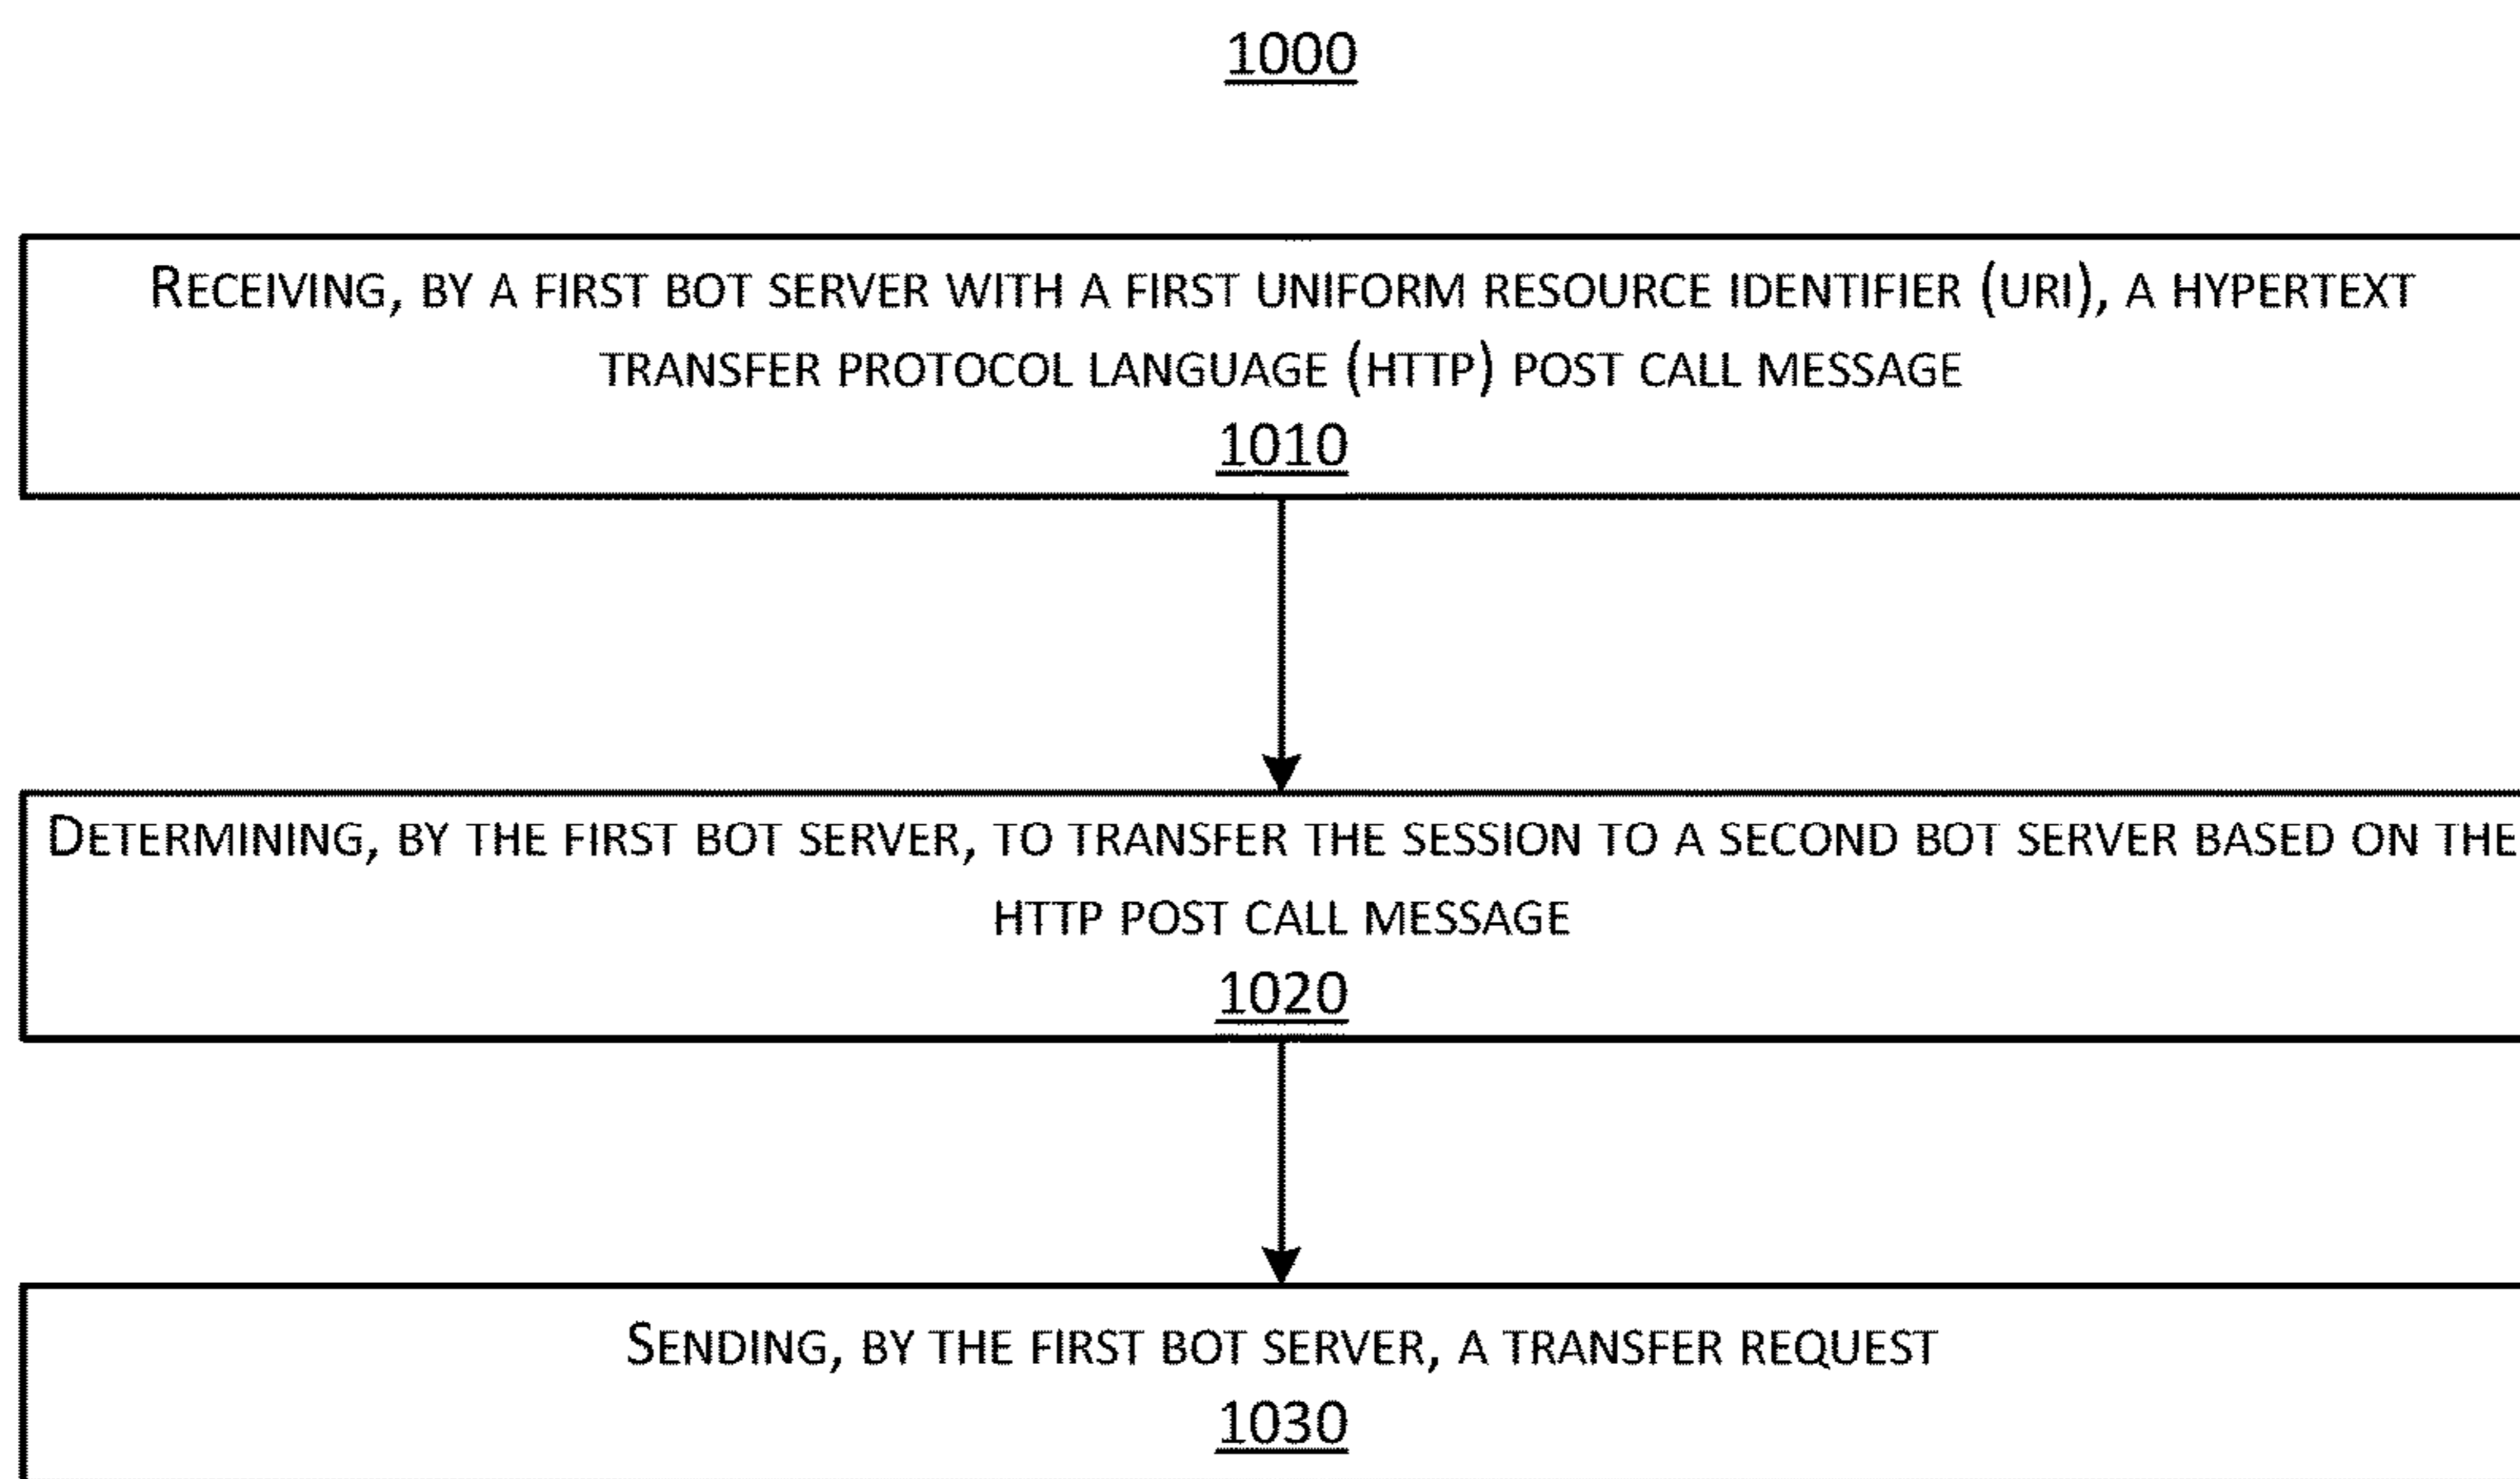 1000
RECEIVING, BY A FIRST BOT SERVER WITH A FIRST UNIFORM RESOURCE IDENTIFIER (URI), A HYPERTEXT
TRANSFER PROTOCOL LANGUAGE (HTTP) POST CALL MESSAGE
1010
DETERMINING, BY THE FIRST BOT SERVER, TO TRANSFER THE SESSION TO A SECOND BOT SERVER BASED ON THE
HTTP POST CALL MESSAGE
1020
SENDING, BY THE FIRST BOT SERVER, A TRANSFER REQUEST
1030